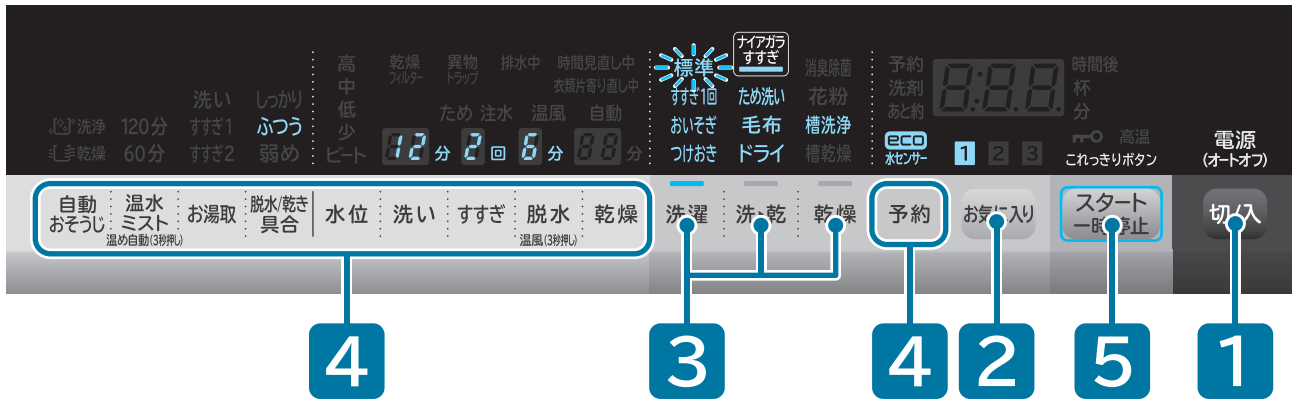 高
中
低
少
ビート
洗い
すすぎ1
すすぎ2
しっかり
ふつう
弱め
洗浄 120分
乾燥 60分
乾燥
フィルター
異物
トラップ
排水中
時間見直し中
衣類片寄り直し中
ため 注水 温風 自動
12分 2回 6分 88分
標準
すすぎ1回
おいそぎ
つけおき
ナイアガラ
すすぎ
ため洗い
毛布
ドライ
消臭除菌
花粉
槽洗浄
槽乾燥
予約
洗剤
あと約
8:88
時間後
杯
分
eco
水センサー
1 2 3
高温
これっきりボタン
電源
(オートオフ)
自動
おそうじ
温水
ミスト
温め自動(3秒押し)
お湯取
脱水/乾き
具合
水位
洗い
すすぎ
脱水
温風(3秒押し)
乾燥
洗濯
洗▸乾
乾燥
予約
お気に入り
スタート
一時停止
切/入
4
3
4
2
5
1